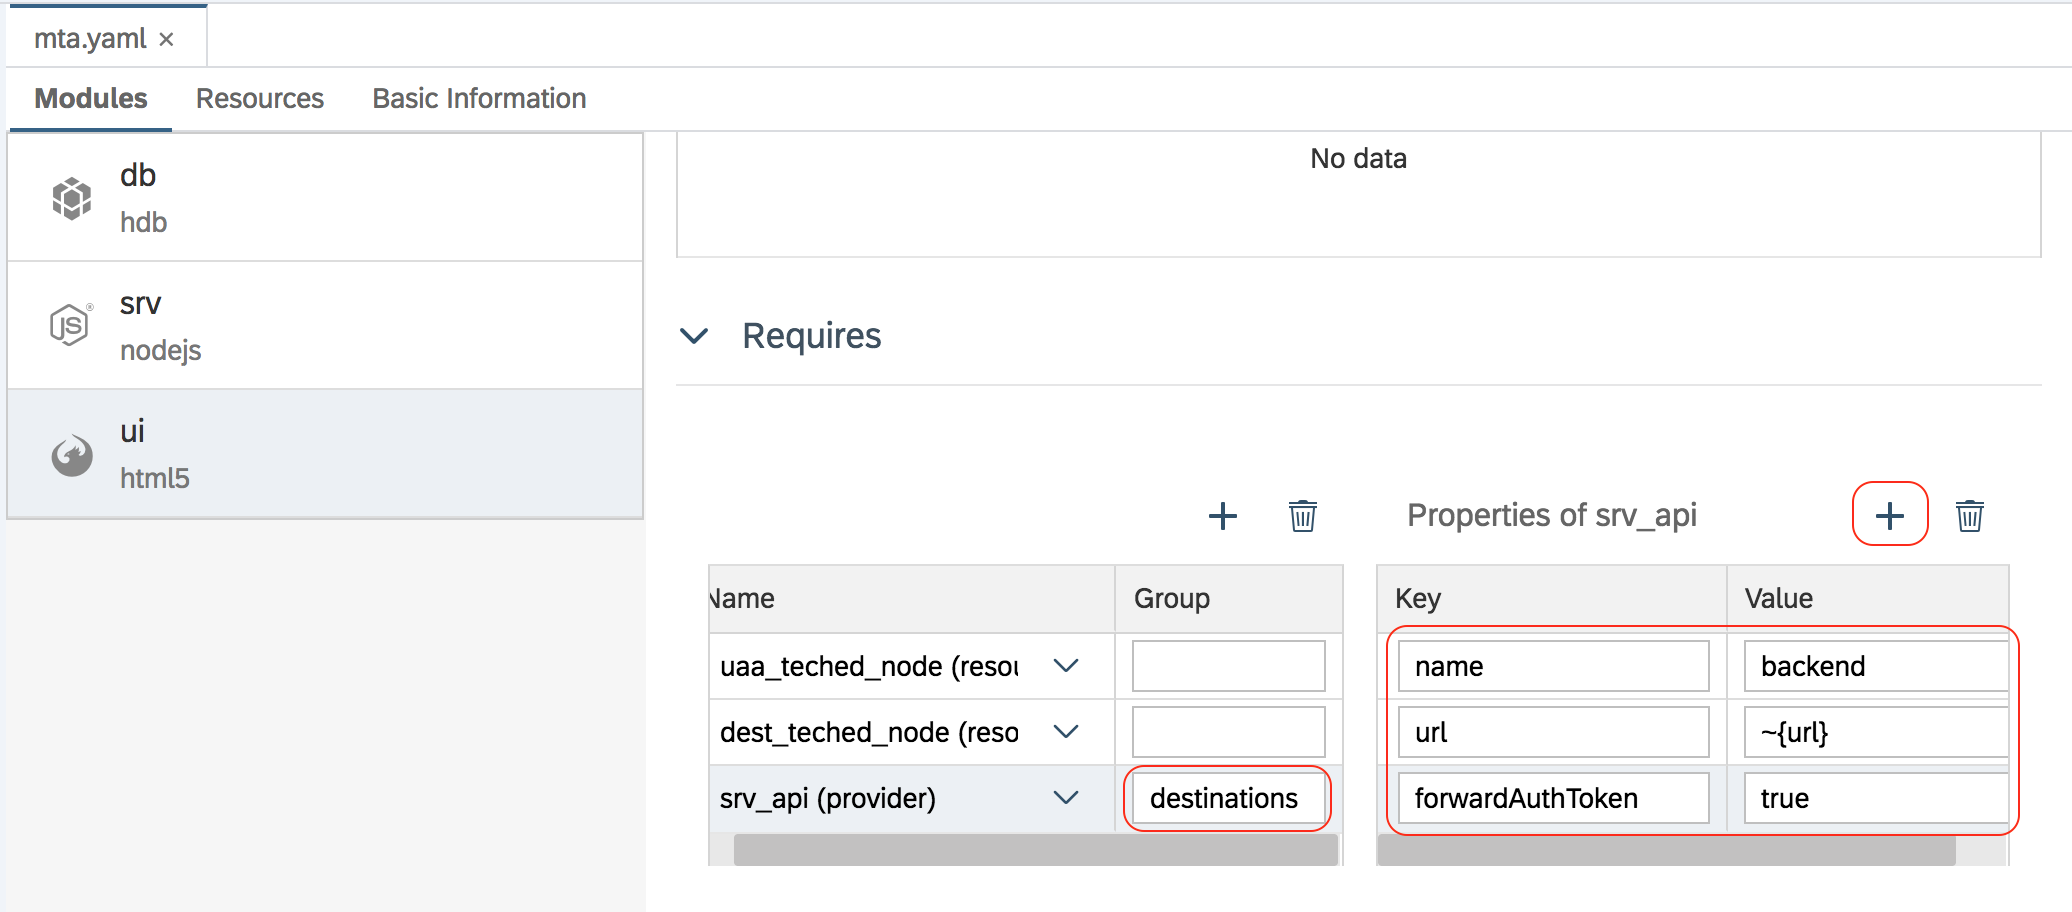 mta.yaml ×
Modules Resources Basic Information
db
hdb
srv
nodejs
ui
html5
No data
Requires
Properties of srv_api
Name Group
uaa_teched_node (resou
dest_teched_node (reso
srv_api (provider) destinations
Key Value
name backend
url ~{url}
forwardAuthToken true
JS